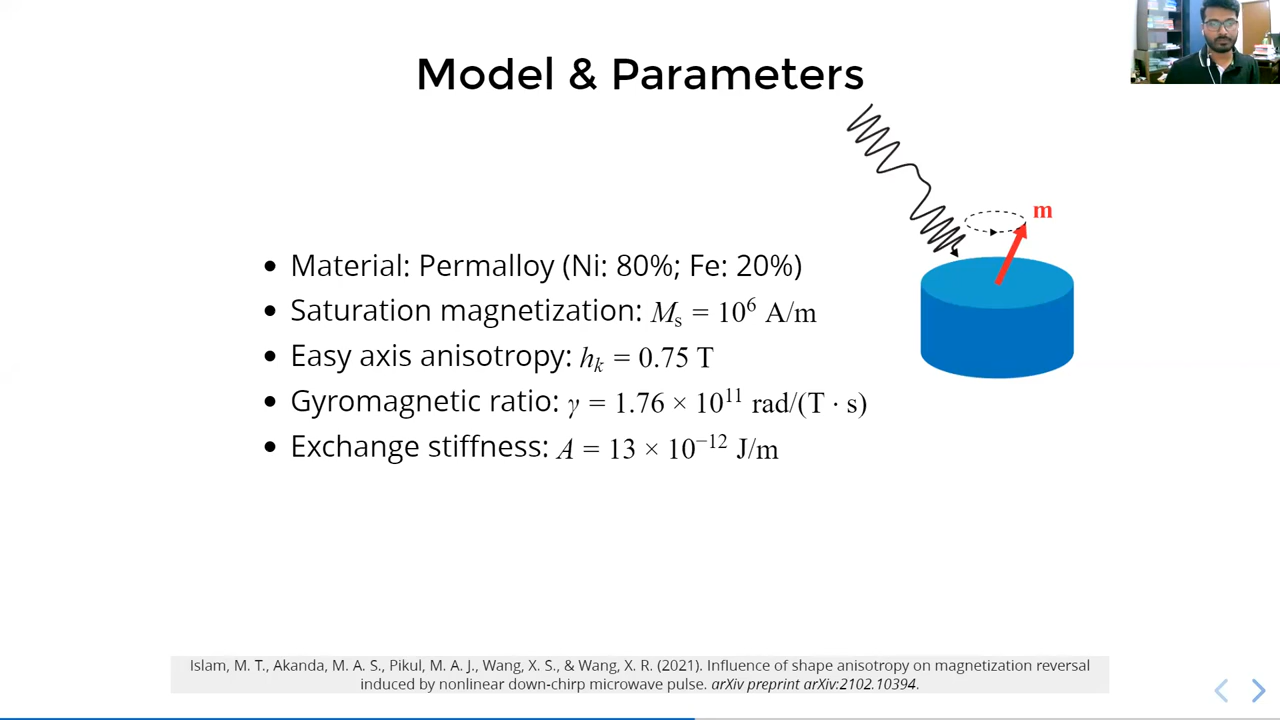 Model & Parameters
m
• Material: Permalloy (Ni: 80%; Fe: 20%)
• Saturation magnetization: Mₛ = 10⁶ A/m
• Easy axis anisotropy: hₖ = 0.75 T
• Gyromagnetic ratio: γ = 1.76 × 10¹¹ rad/(T · s)
• Exchange stiffness: A = 13 × 10⁻¹² J/m
Islam, M. T., Akanda, M. A. S., Pikul, M. A. J., Wang, X. S., & Wang, X. R. (2021). Influence of shape anisotropy on magnetization reversal
induced by nonlinear down-chirp microwave pulse. arXiv preprint arXiv:2102.10394.